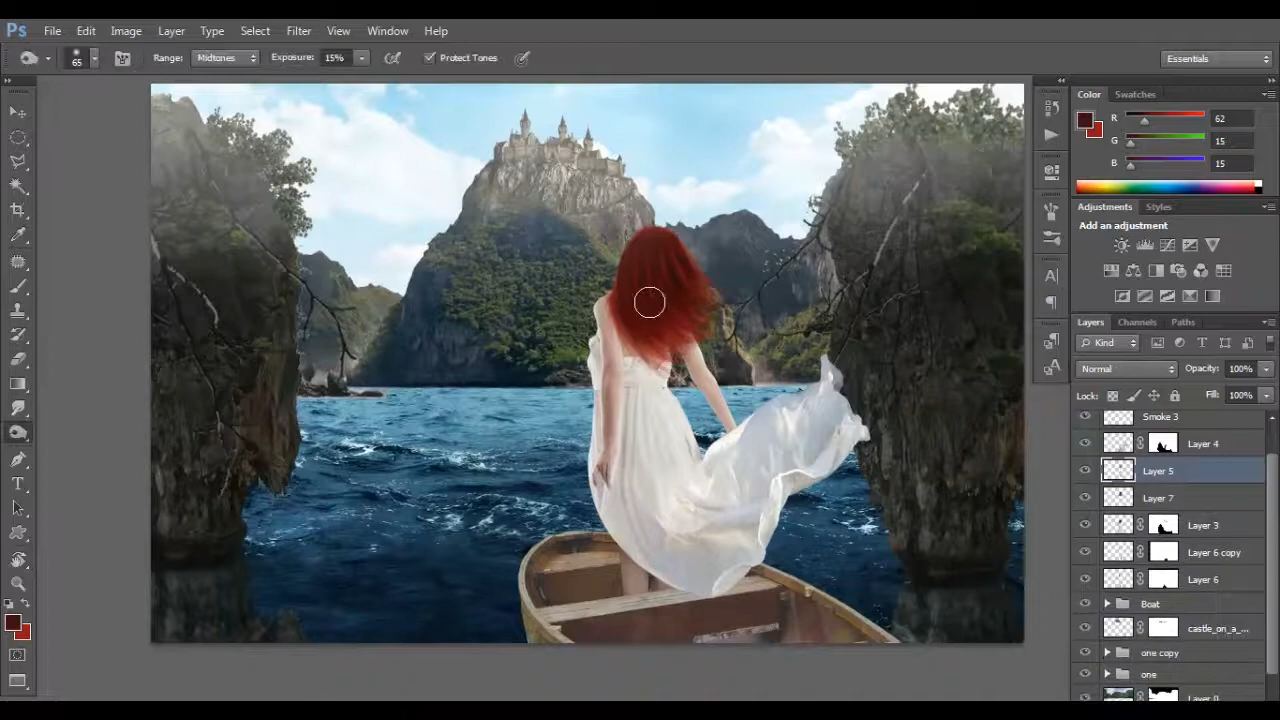 Ps File Edit Image Layer Type Select Filter View Window Help
65 Range: Midtones Exposure: 15% Protect Tones Essentials
Color Swatches
R 62
G 15
B 15
Adjustments Styles
Add an adjustment
Layers Channels Paths
Kind
Normal Opacity: 100%
Lock: Fill: 100%
Smoke 3
Layer 4
Layer 5
Layer 7
Layer 3
Layer 6 copy
Layer 6
Boat
castle_on_a_...
one copy
one
Layer 0